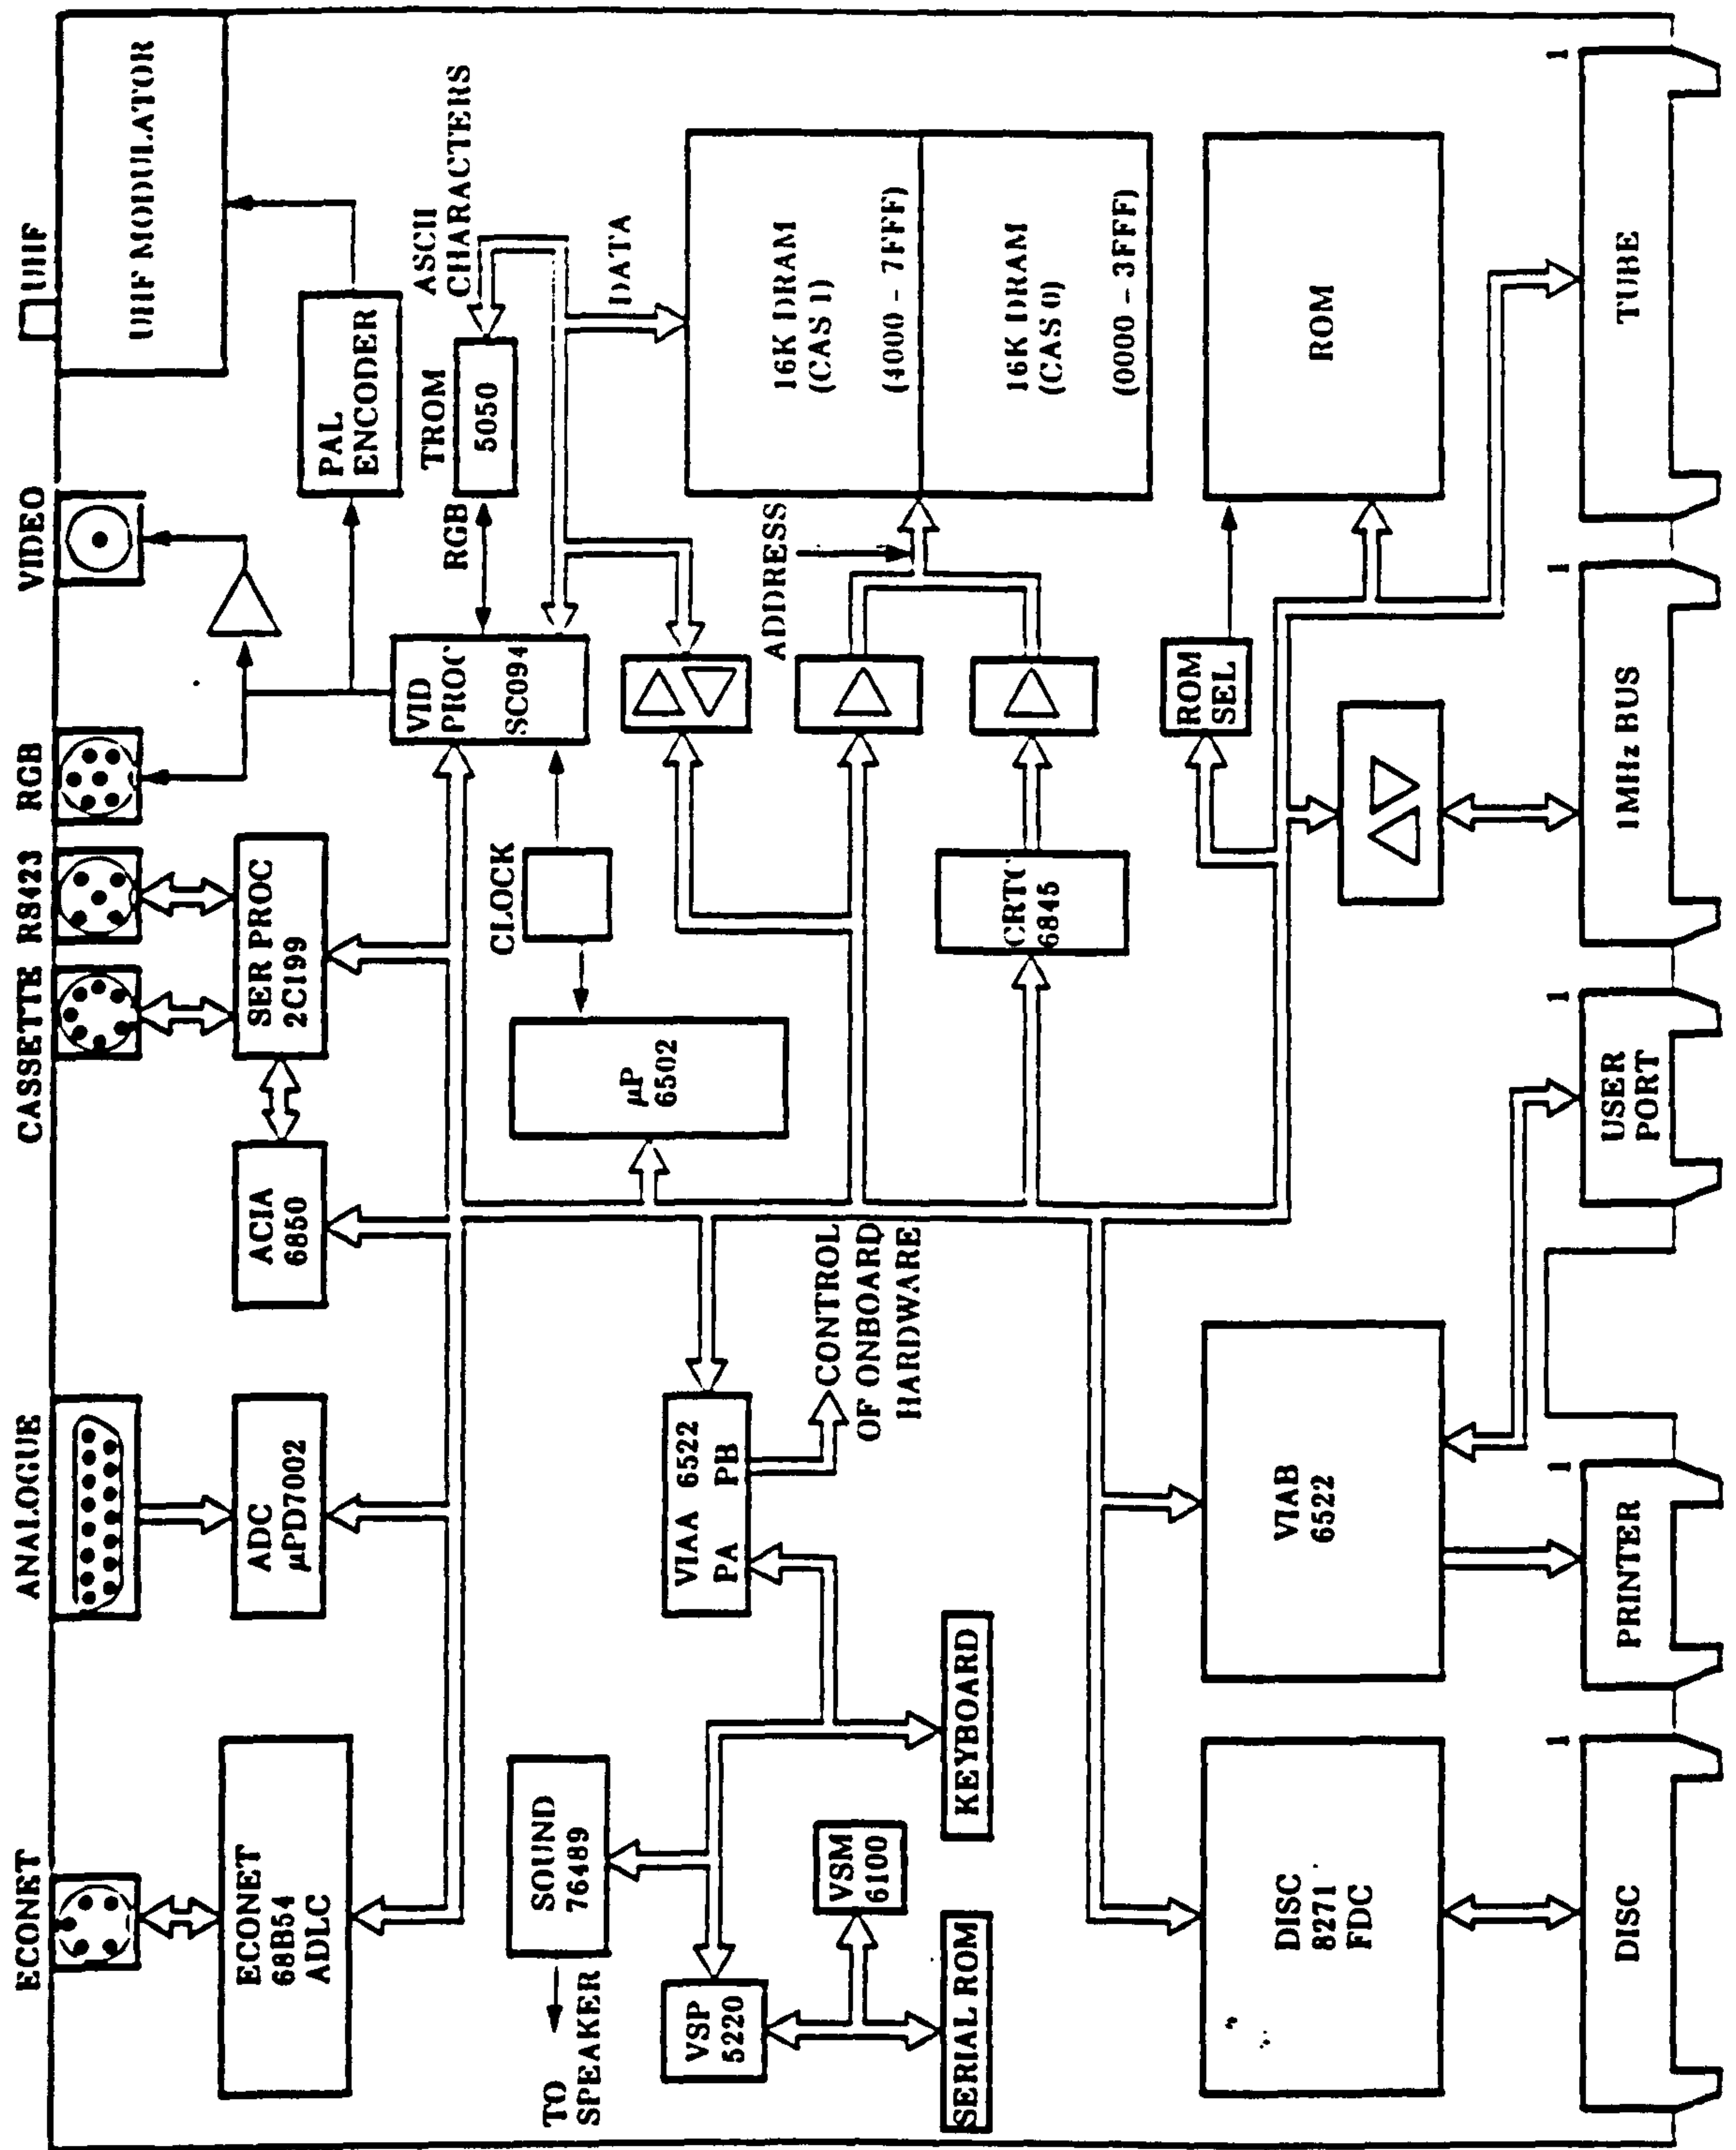 ECONET
ANALOGUE
CASSETTE
RS423
RGB
VIDEO
UHF
UHF MODULATOR
ECONET
68B54
ADLC
ADC
µPD7002
ACIA
6850
SER PROC
2C199
PAL
ENCODER
CLOCK
VID
PROC
SC094
RGB
TROM
5050
ASCII
CHARACTERS
DATA
TO
SPEAKER
SOUND
76489
µP
6502
VSP
5220
VSM
6100
VIAA 6522
PA PB
CONTROL
OF ONBOARD
HARDWARE
ADDRESS
16K DRAM
(CAS 1)
(4000 - 7FFF)
16K DRAM
(CAS 0)
(0000 - 3FFF)
SERIAL ROM
KEYBOARD
CRTC
6845
ROM
SEL
ROM
DISC
8271
FDC
VIAB
6522
1
1
1
1
1
DISC
PRINTER
USER
PORT
1MHz BUS
TUBE